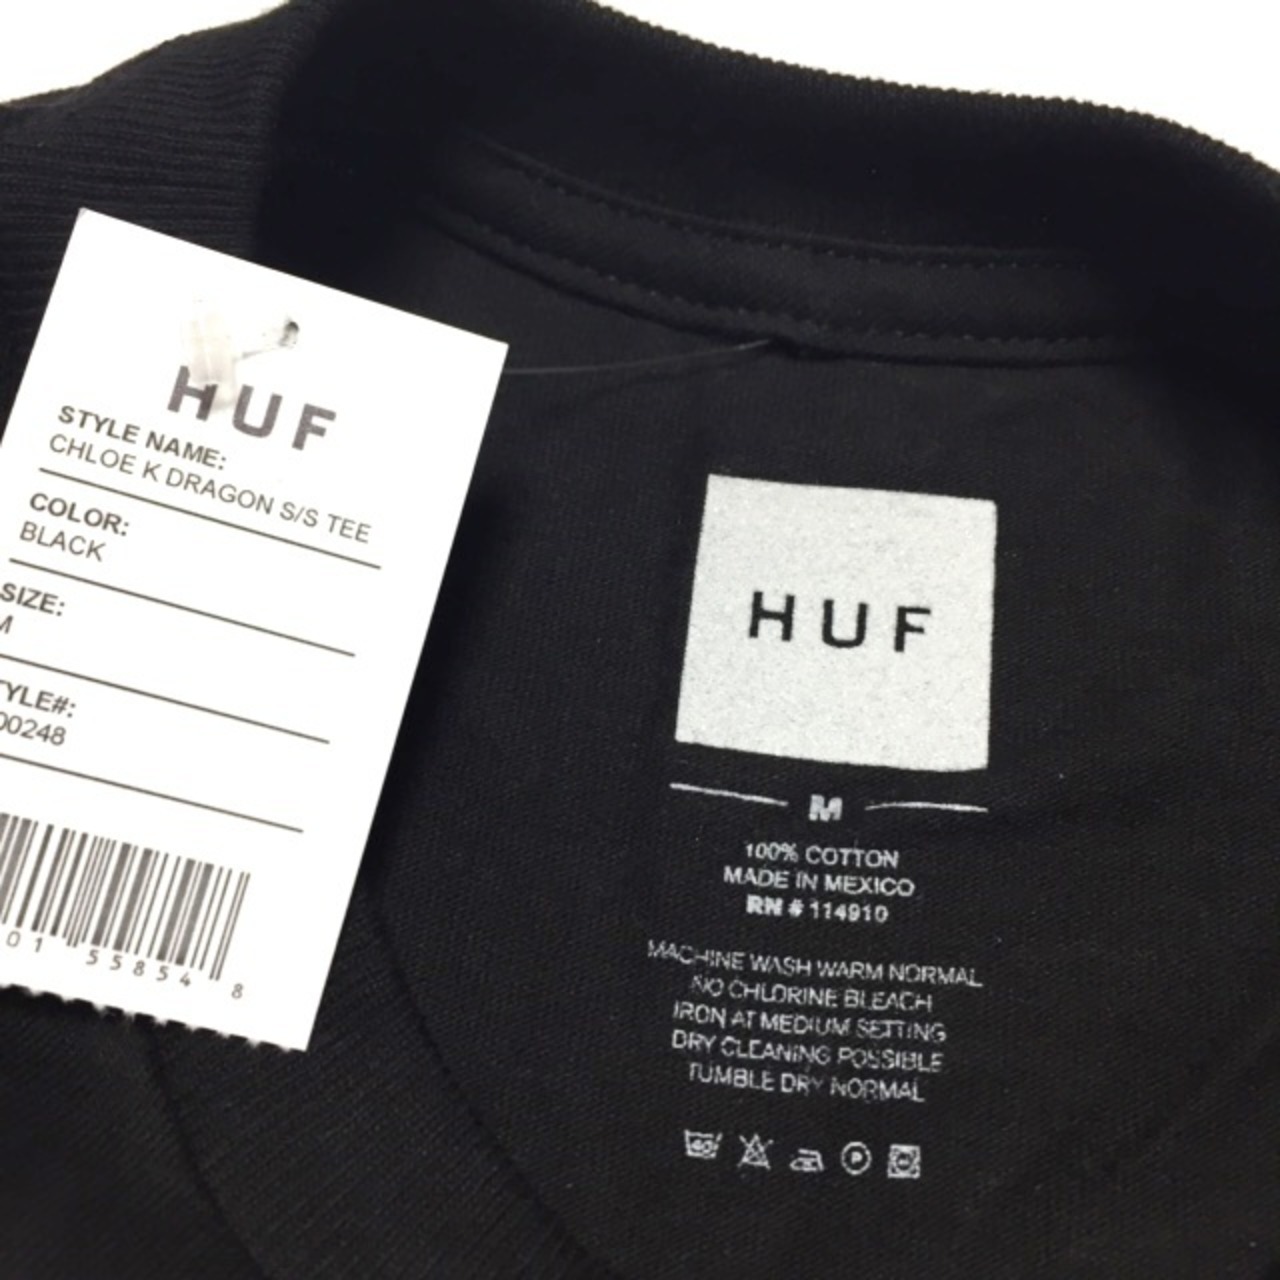 HUF
STYLE NAME:
CHLOE K DRAGON S/S TEE
COLOR:
BLACK
SIZE:
M
TYLE#:
00248
01 55854 8
HUF
M
100% COTTON
MADE IN MEXICO
RN # 114910
MACHINE WASH WARM NORMAL
NO CHLORINE BLEACH
IRON AT MEDIUM SETTING
DRY CLEANING POSSIBLE
TUMBLE DRY NORMAL
40
P